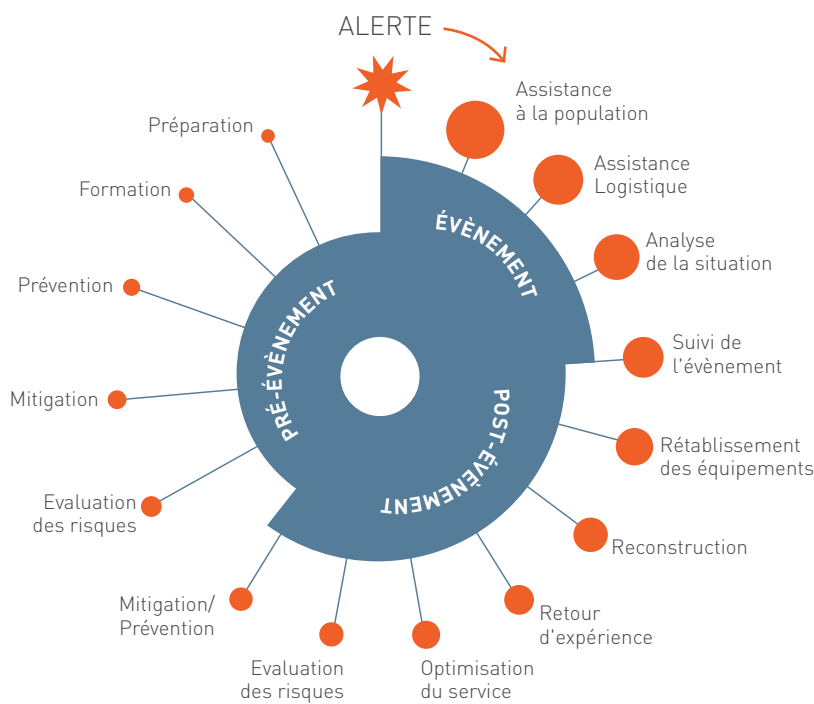 ALERTE
Assistance
à la population
Assistance
Logistique
Analyse
de la situation
Suivi de
l'évènement
Rétablissement
des équipements
Reconstruction
Retour
d'expérience
Optimisation
du service
Evaluation
des risques
Mitigation/
Prévention
Evaluation
des risques
Mitigation
Prévention
Formation
Préparation
ÉVÈNEMENT
POST-ÉVÈNEMENT
PRÉ-ÉVÈNEMENT